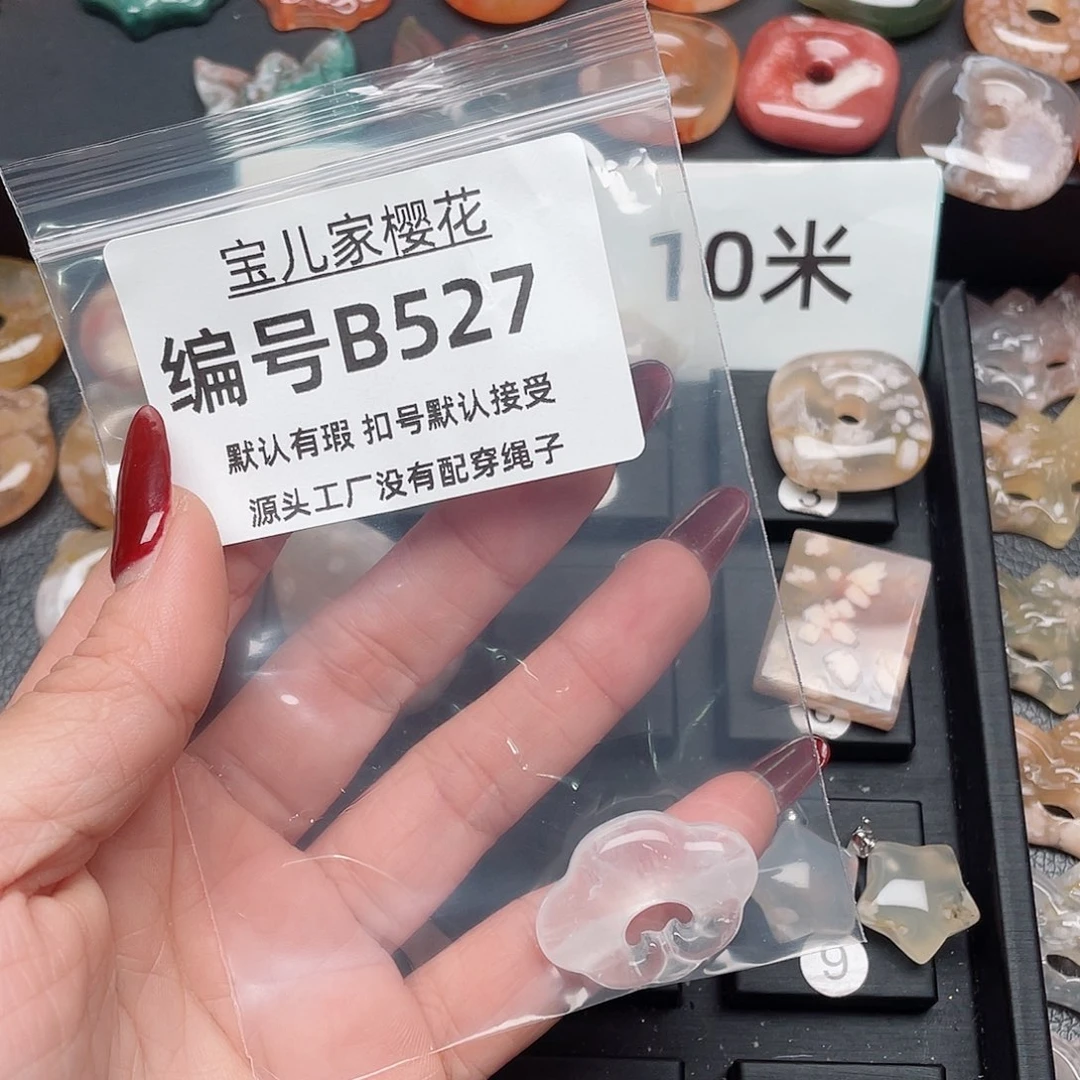 宝儿家樱花
编号B527
默认有瑕 扣号默认接受
源头工厂没有配穿绳子
10米
3
9